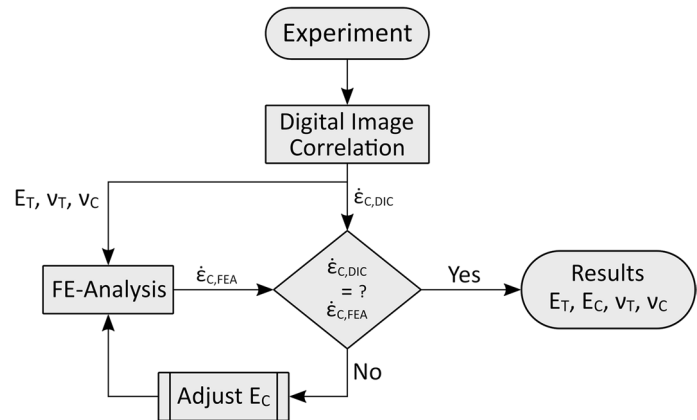 Experiment
Digital Image
Correlation
E_T, ν_T, ν_C
ε̇_C,DIC
FE-Analysis
ε̇_C,FEA
ε̇_C,DIC
= ?
ε̇_C,FEA
Yes
Results
E_T, E_C, ν_T, ν_C
No
Adjust E_C